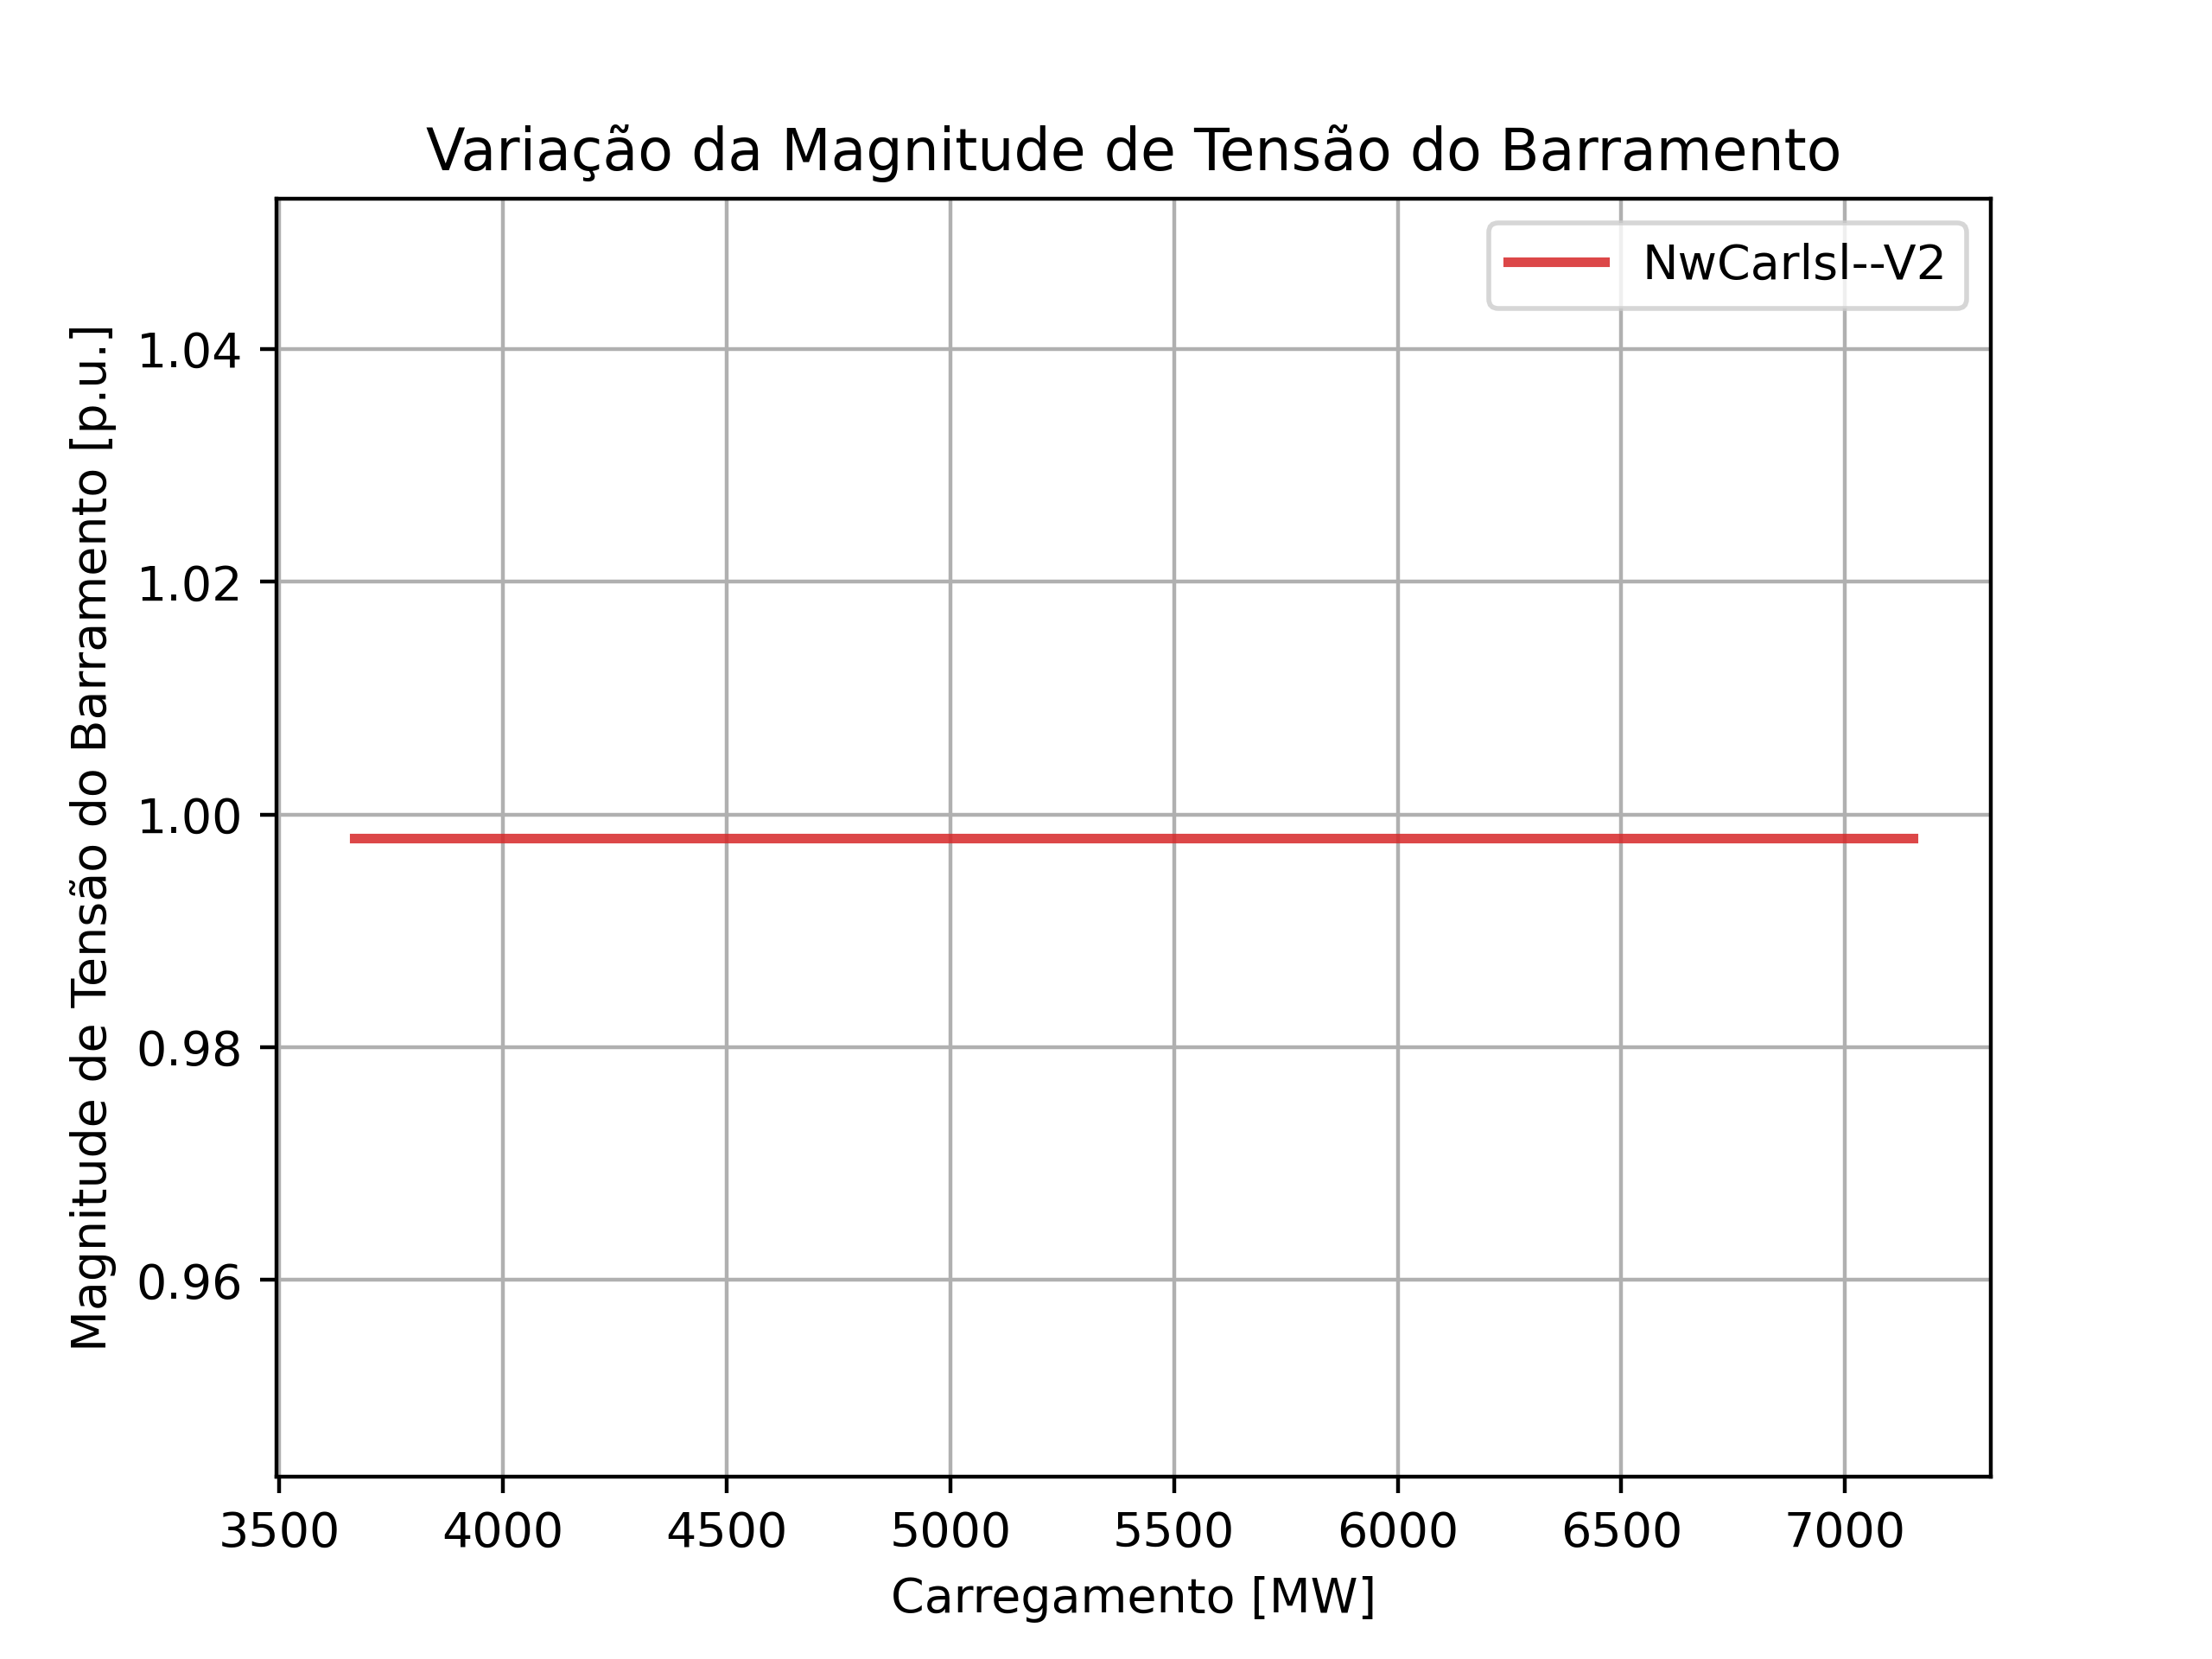 Variação da Magnitude de Tensão do Barramento
NwCarlsl--V2
Magnitude de Tensão do Barramento [p.u.]
1.04
1.02
1.00
0.98
0.96
3500 4000 4500 5000 5500 6000 6500 7000
Carregamento [MW]